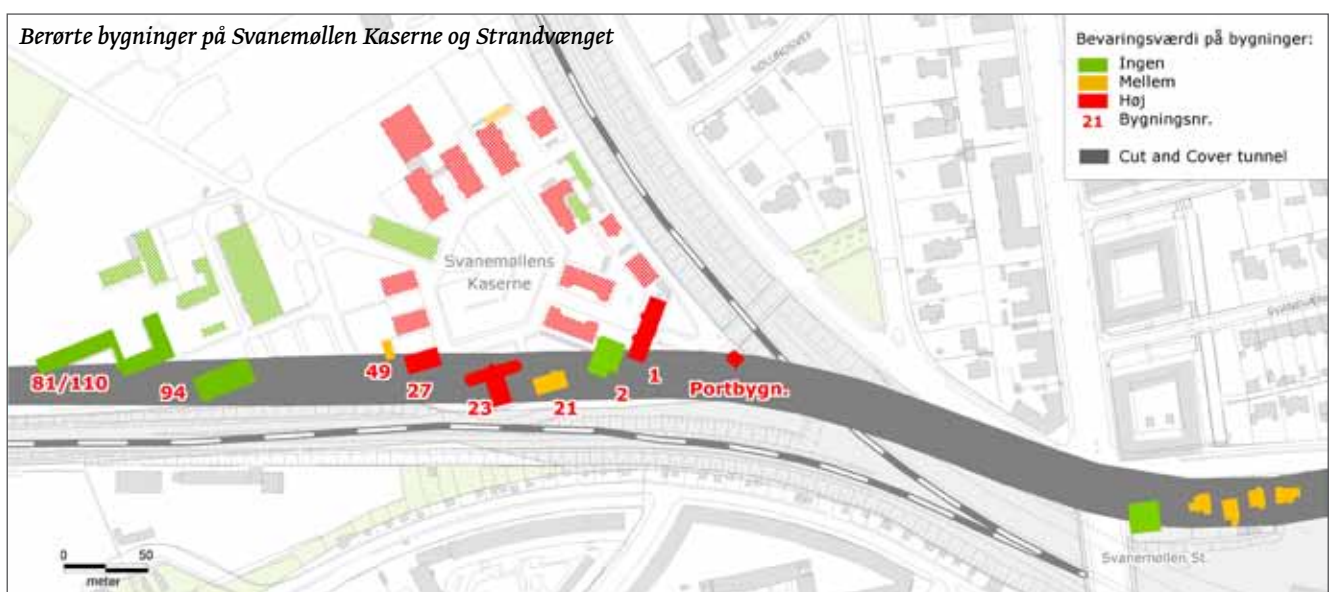 Berørte bygninger på Svanemøllen Kaserne og Strandvænget
Bevaringsværdi på bygninger:
Ingen
Mellem
Høj
21 Bygningsnr.
Cut and Cover tunnel
Svanemøllens
Kaserne
81/110
94
49
27
23
21
2
1
Portbygn.
Svanemøllen St.
0 50
meter